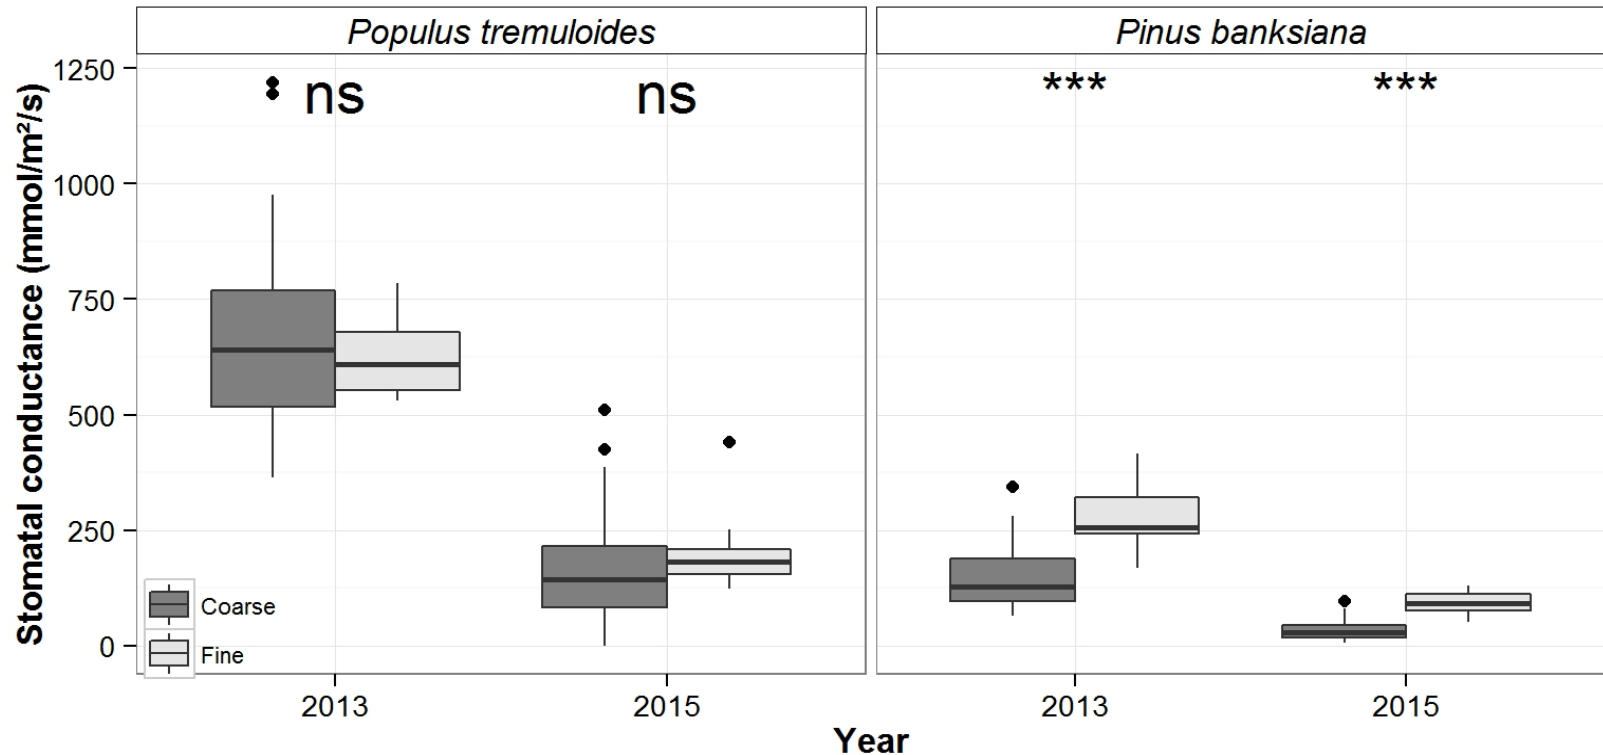 Populus tremuloides
Pinus banksiana
Stomatal conductance (mmol/m²/s)
1250
1000
750
500
250
0
ns
ns
***
***
Coarse
Fine
2013
2015
2013
2015
Year